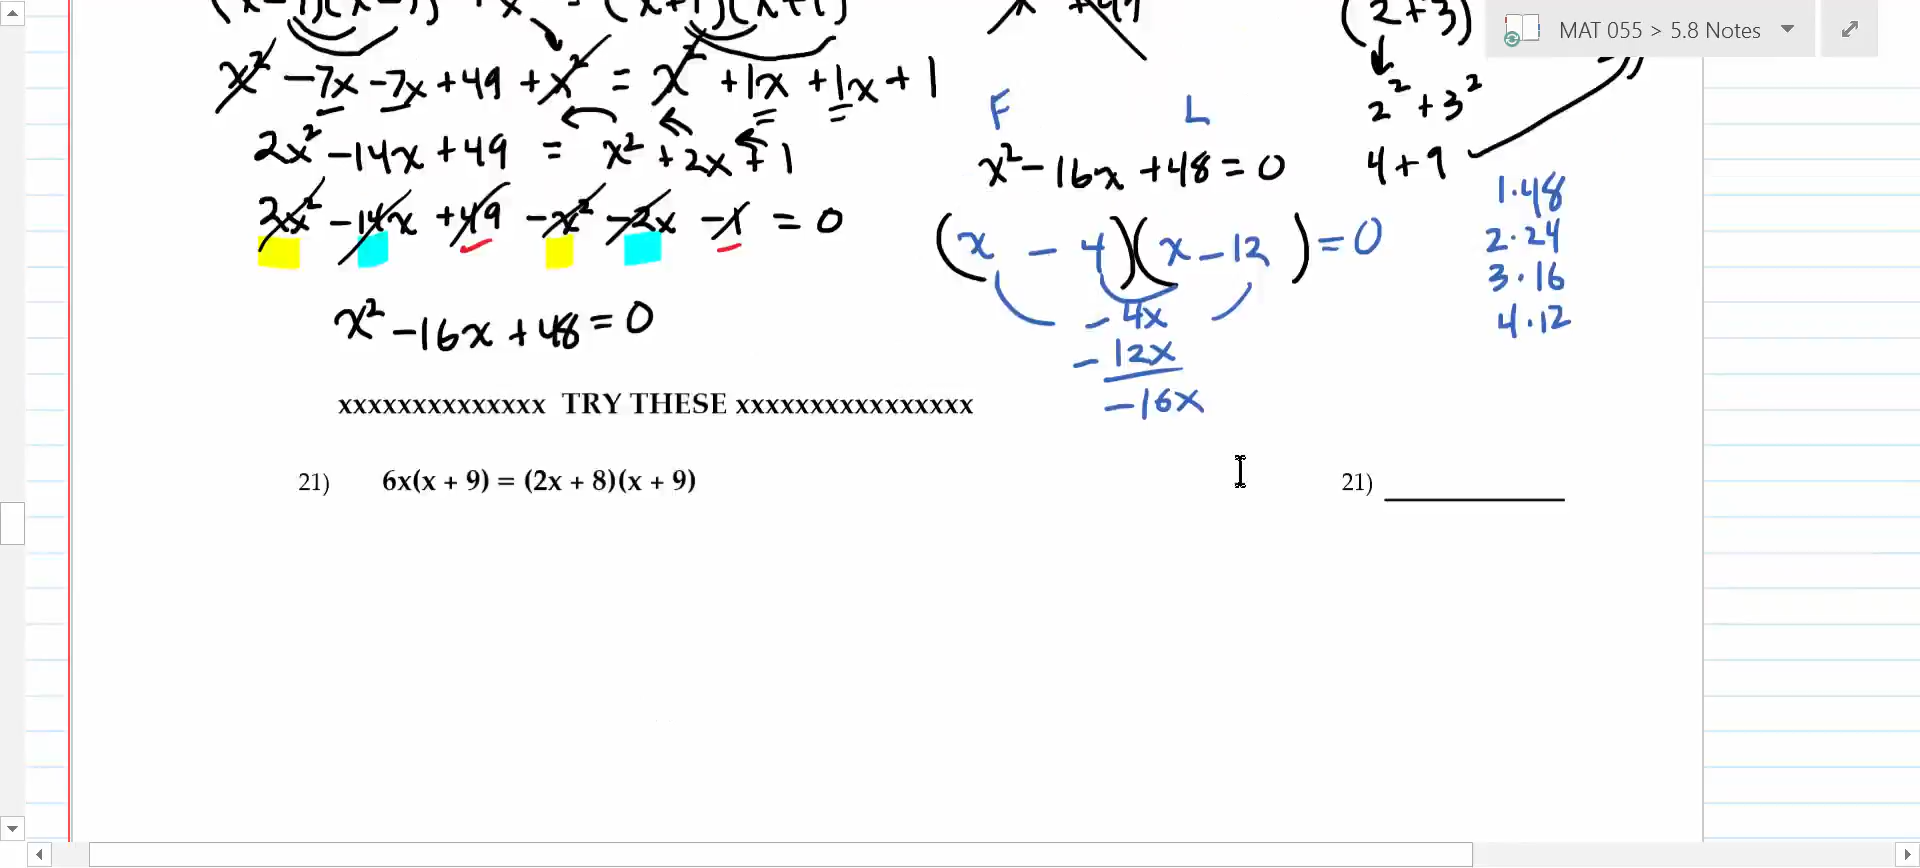 MAT 055 > 5.8 Notes
x² - 7x - 7x + 49 + x² = x² + 1x + 1x + 1
2x² - 14x + 49 = x² + 2x + 1
2x² - 14x + 49 - x² - 2x - 1 = 0
x² - 16x + 48 = 0
F L
x² - 16x + 48 = 0
(x - 4)(x - 12) = 0
- 4x
- 12x
- 16x
(2+3)
2² + 3²
4 + 9
1·48
2·24
3·16
4·12
xxxxxxxxxxxxxx TRY THESE xxxxxxxxxxxxxxxx
21) 6x(x + 9) = (2x + 8)(x + 9) 21)